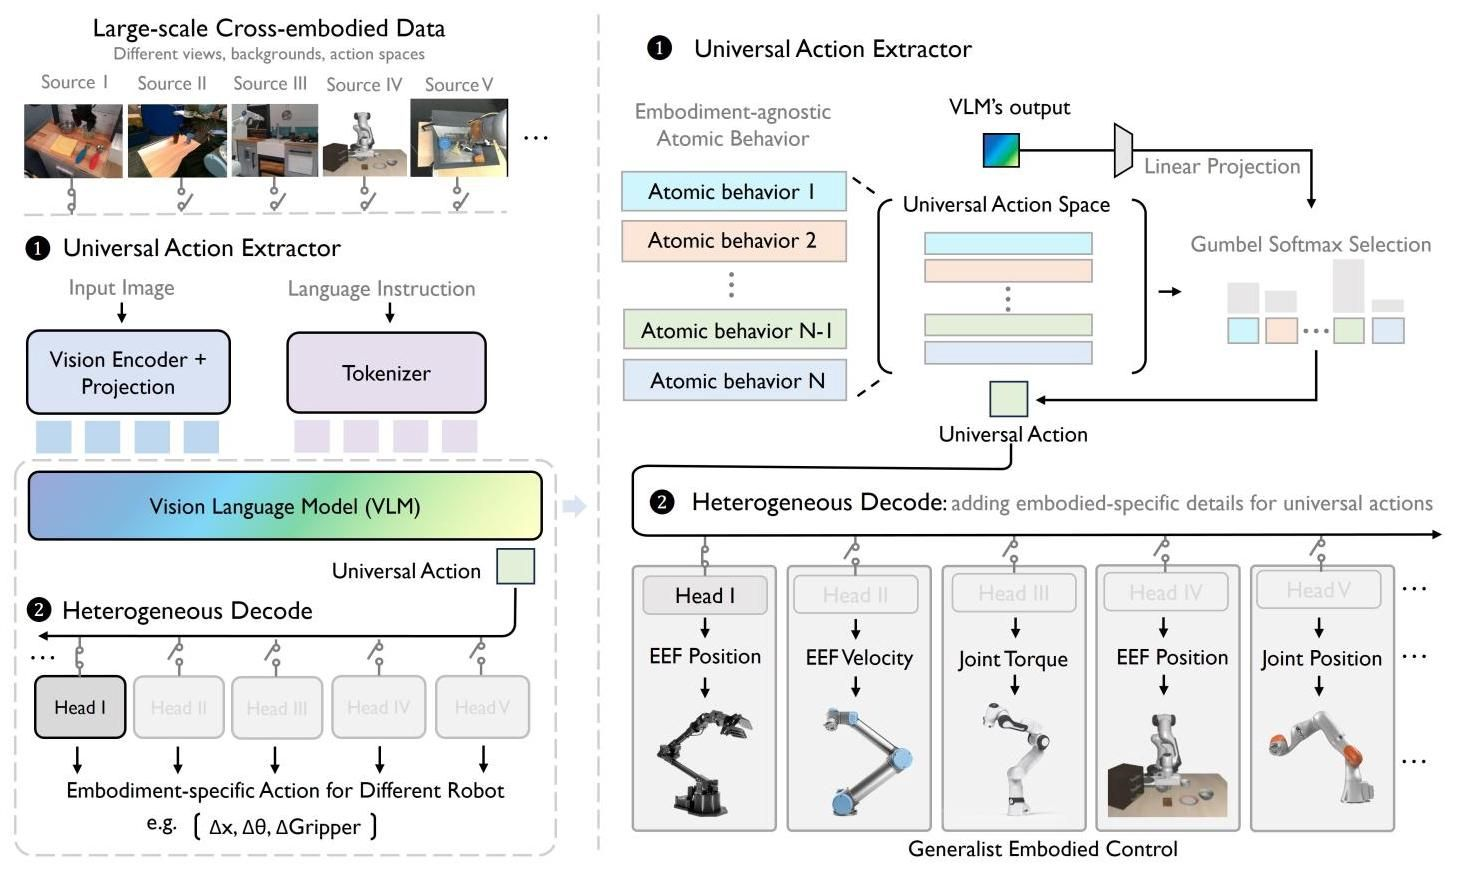 Large-scale Cross-embodied Data
Different views, backgrounds, action spaces
Source I
Source II
Source III
Source IV
Source V
...
❶ Universal Action Extractor
Input Image
Language Instruction
Vision Encoder +
Projection
Tokenizer
Vision Language Model (VLM)
Universal Action
❷ Heterogeneous Decode
...
Head I
Head II
Head III
Head IV
Head V
Embodiment-specific Action for Different Robot
e.g. [ Δx, Δθ, ΔGripper ]
❶ Universal Action Extractor
Embodiment-agnostic
Atomic Behavior
Atomic behavior 1
Atomic behavior 2
Atomic behavior N-1
Atomic behavior N
VLM's output
Linear Projection
Universal Action Space
Gumbel Softmax Selection
...
Universal Action
❷ Heterogeneous Decode: adding embodied-specific details for universal actions
Head I
Head II
Head III
Head IV
Head V
...
EEF Position
EEF Velocity
Joint Torque
EEF Position
Joint Position
...
...
Generalist Embodied Control